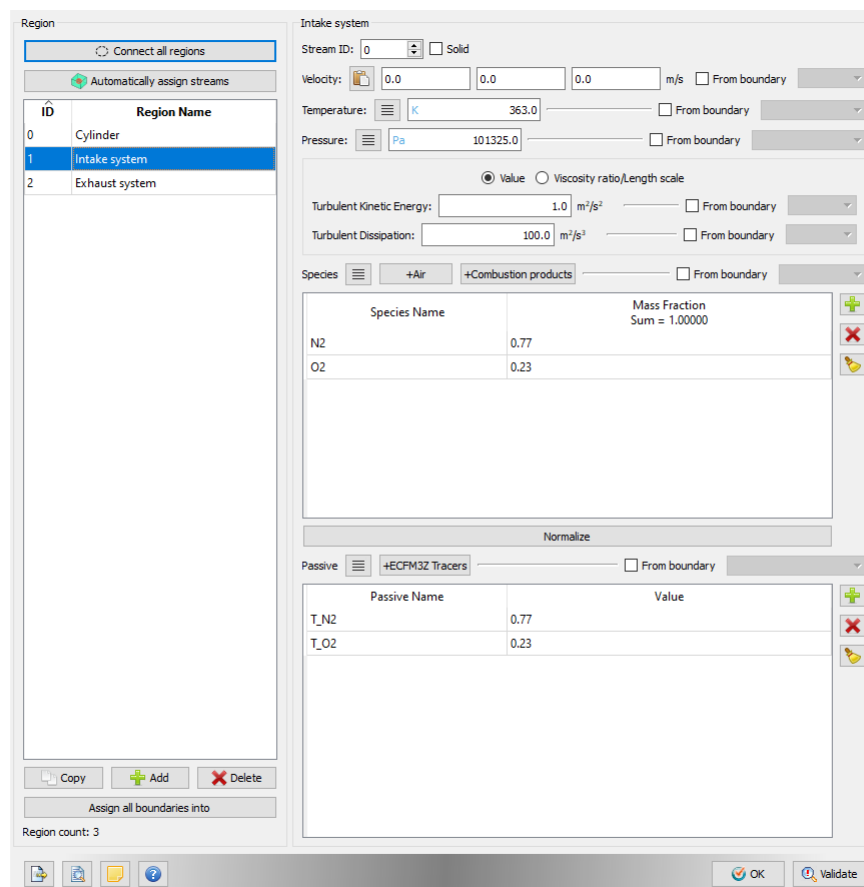 Region
Connect all regions
Automatically assign streams
ID Region Name
0 Cylinder
1 Intake system
2 Exhaust system
Copy Add Delete
Assign all boundaries into
Region count: 3
Intake system
Stream ID: 0 Solid
Velocity: 0.0 0.0 0.0 m/s From boundary
Temperature: K 363.0 From boundary
Pressure: Pa 101325.0 From boundary
Value Viscosity ratio/Length scale
Turbulent Kinetic Energy: 1.0 m²/s² From boundary
Turbulent Dissipation: 100.0 m²/s³ From boundary
Species +Air +Combustion products From boundary
Species Name Mass Fraction
Sum = 1.00000
N2 0.77
O2 0.23
Normalize
Passive +ECFM3Z Tracers From boundary
Passive Name Value
T_N2 0.77
T_O2 0.23
OK Validate